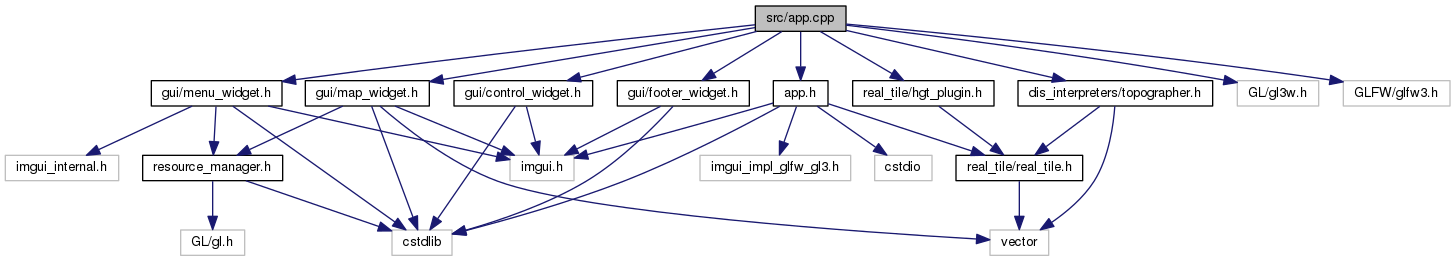 src/app.cpp
gui/menu_widget.h
gui/map_widget.h
gui/control_widget.h
gui/footer_widget.h
app.h
real_tile/hgt_plugin.h
dis_interpreters/topographer.h
GL/gl3w.h
GLFW/glfw3.h
imgui_internal.h
resource_manager.h
imgui.h
imgui_impl_glfw_gl3.h
cstdio
real_tile/real_tile.h
GL/gl.h
cstdlib
vector